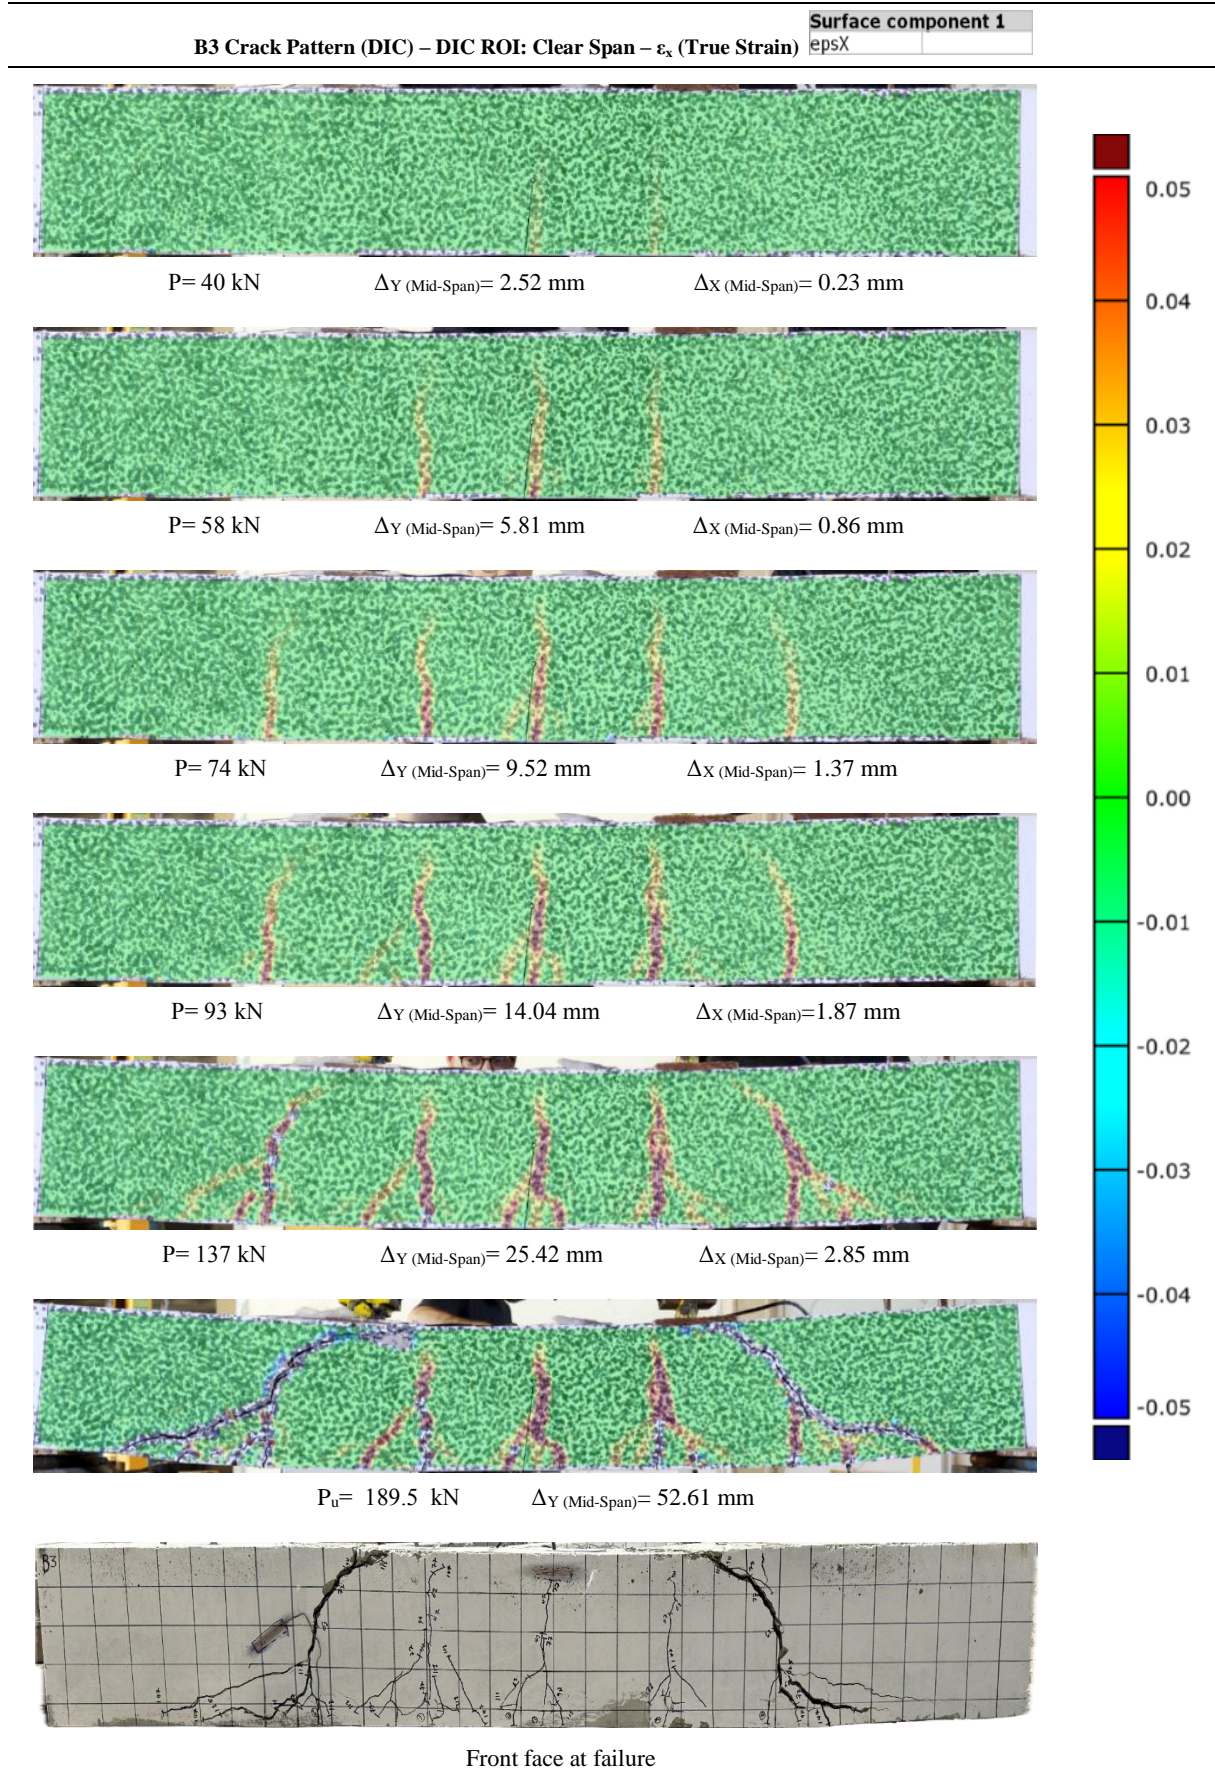 Surface component 1
B3 Crack Pattern (DIC) – DIC ROI: Clear Span – εx (True Strain) epsX
0.05
0.04
0.03
0.02
0.01
0.00
-0.01
-0.02
-0.03
-0.04
-0.05
P= 40 kN ΔY (Mid-Span)= 2.52 mm ΔX (Mid-Span)= 0.23 mm
P= 58 kN ΔY (Mid-Span)= 5.81 mm ΔX (Mid-Span)= 0.86 mm
P= 74 kN ΔY (Mid-Span)= 9.52 mm ΔX (Mid-Span)= 1.37 mm
P= 93 kN ΔY (Mid-Span)= 14.04 mm ΔX (Mid-Span)=1.87 mm
P= 137 kN ΔY (Mid-Span)= 25.42 mm ΔX (Mid-Span)= 2.85 mm
Pu= 189.5 kN ΔY (Mid-Span)= 52.61 mm
B3
Front face at failure